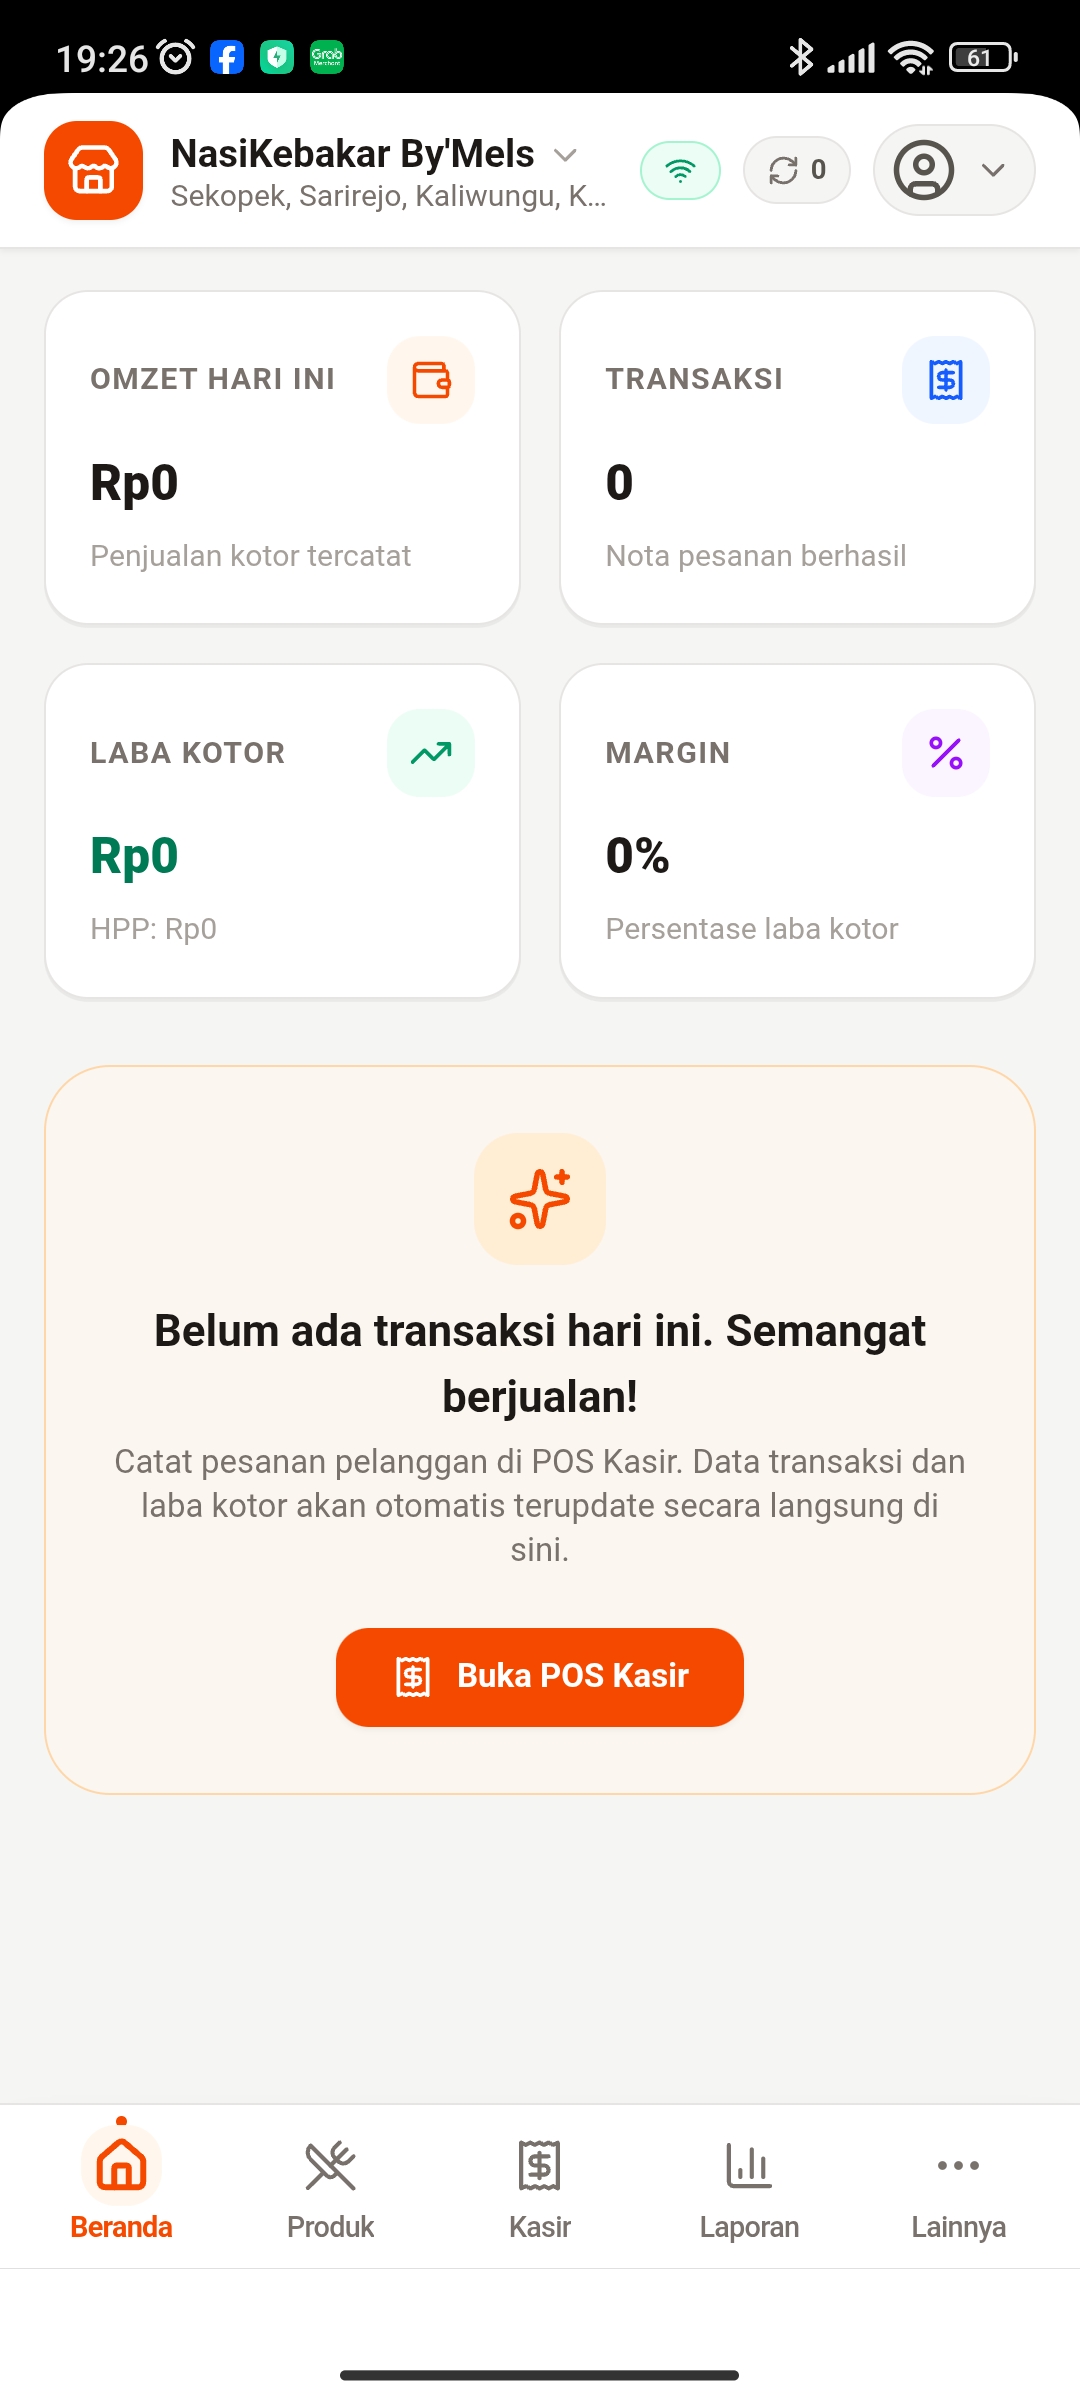 19:26
Grab
Merchant
61
NasiKebakar By'Mels
Sekopek, Sarirejo, Kaliwungu, K...
0
OMZET HARI INI
Rp0
Penjualan kotor tercatat
TRANSAKSI
0
Nota pesanan berhasil
LABA KOTOR
Rp0
HPP: Rp0
MARGIN
0%
Persentase laba kotor
Belum ada transaksi hari ini. Semangat
berjualan!
Catat pesanan pelanggan di POS Kasir. Data transaksi dan
laba kotor akan otomatis terupdate secara langsung di
sini.
Buka POS Kasir
Beranda
Produk
Kasir
Laporan
Lainnya